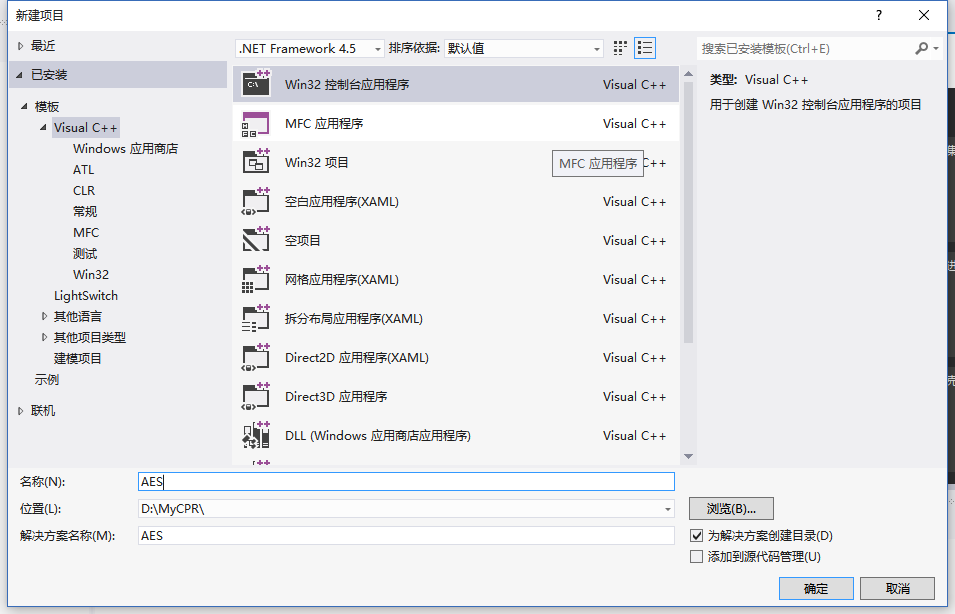 新建项目
?
最近
.NET Framework 4.5
排序依据: 默认值
搜索已安装模板(Ctrl+E)
已安装
模板
Visual C++
Windows 应用商店
ATL
CLR
常规
MFC
测试
Win32
LightSwitch
其他语言
其他项目类型
建模项目
示例
联机
Win32 控制台应用程序 Visual C++
MFC 应用程序 Visual C++
Win32 项目 C++
MFC 应用程序
空白应用程序(XAML) Visual C++
空项目 Visual C++
网格应用程序(XAML) Visual C++
拆分布局应用程序(XAML) Visual C++
Direct2D 应用程序(XAML) Visual C++
Direct3D 应用程序 Visual C++
DLL (Windows 应用商店应用程序) Visual C++
类型: Visual C++
用于创建 Win32 控制台应用程序的项目
名称(N): AES
位置(L): D:\MyCPR\
浏览(B)...
解决方案名称(M): AES
为解决方案创建目录(D)
添加到源代码管理(U)
确定
取消